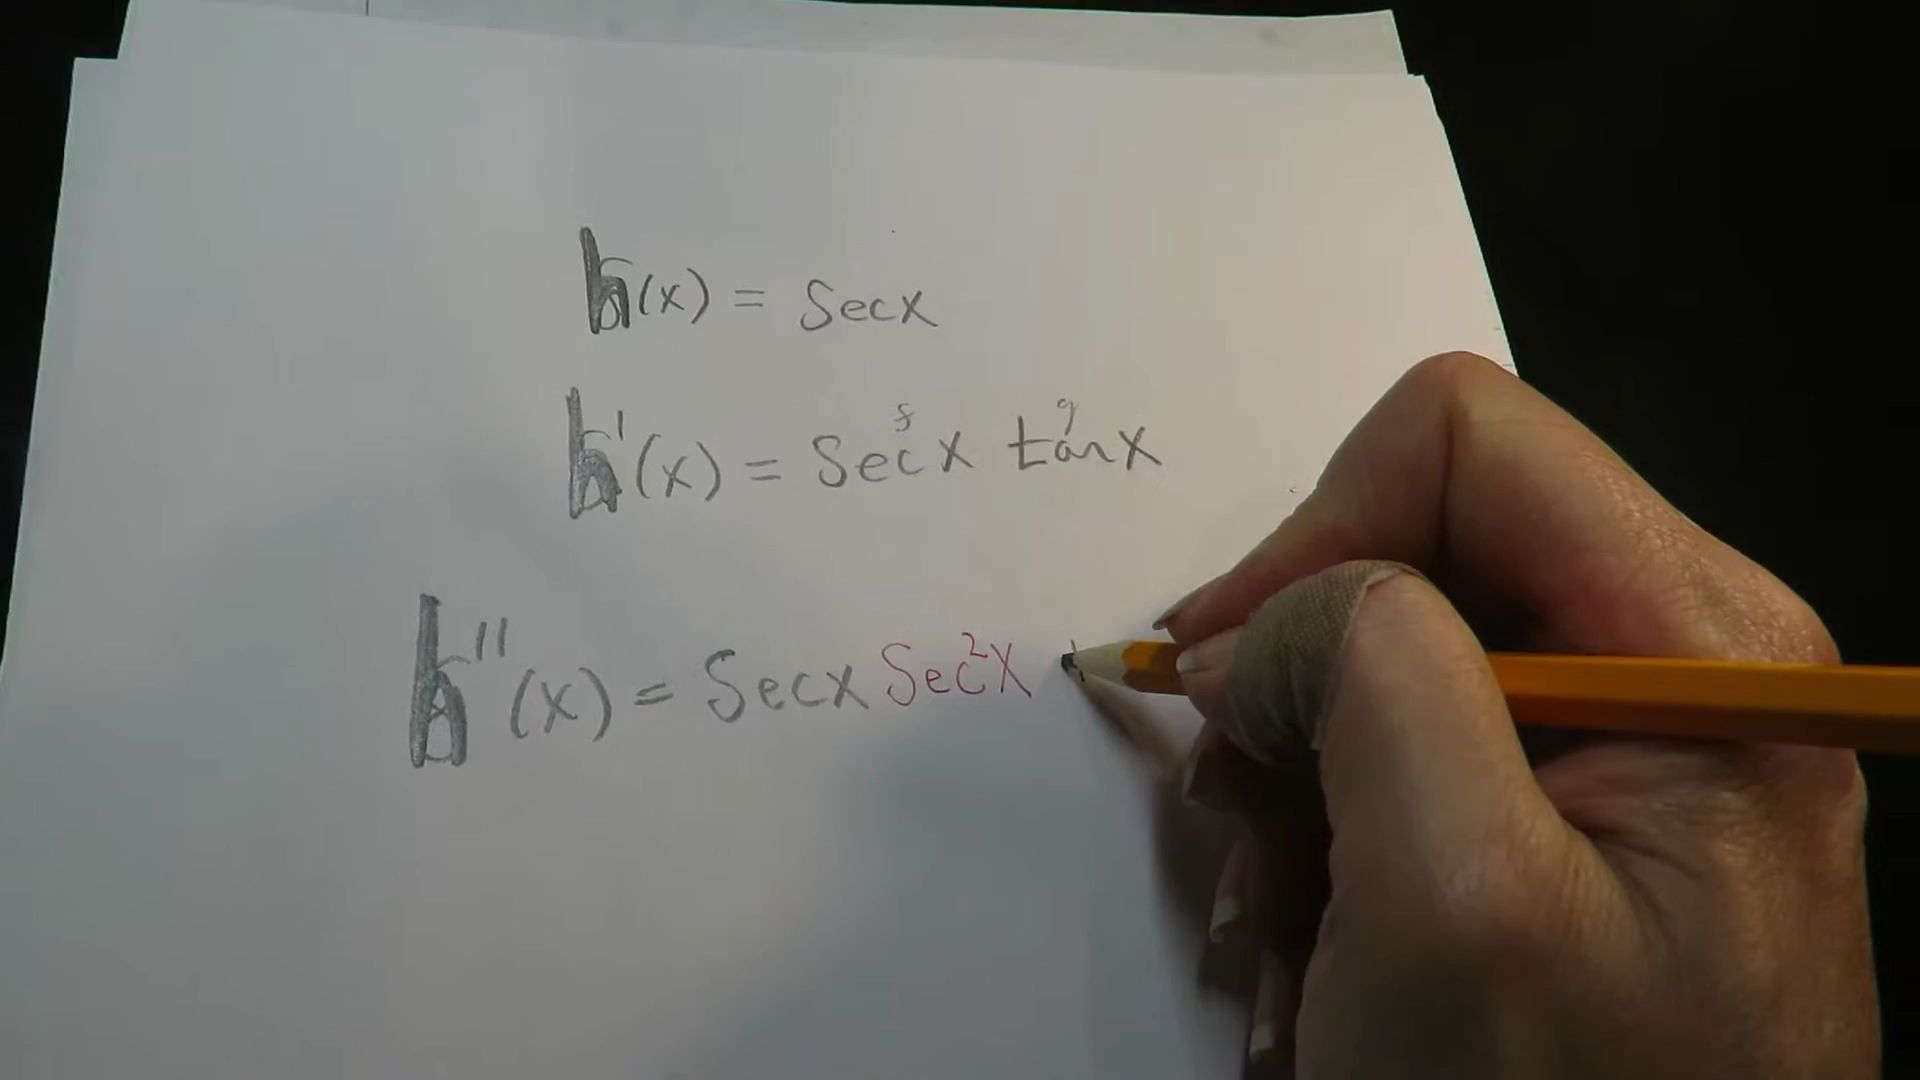 h(x) = Secx
f g
h'(x) = Secx tanx
h''(x) = Secx Sec²x +